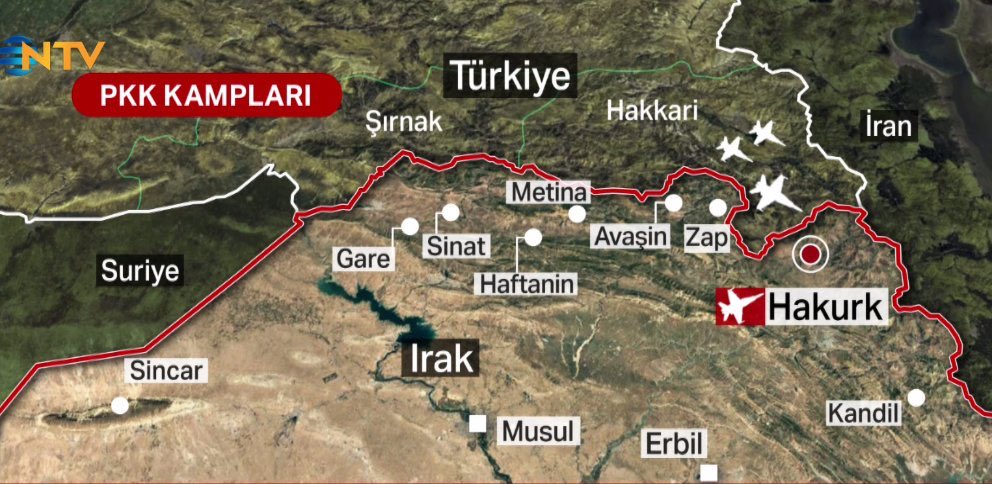 NTV
PKK KAMPLARI
Türkiye
Şırnak
Hakkari
İran
Metina
Gare
Sinat
Avaşin
Zap
Haftanin
Suriye
Hakurk
Irak
Sincar
Kandil
Musul
Erbil